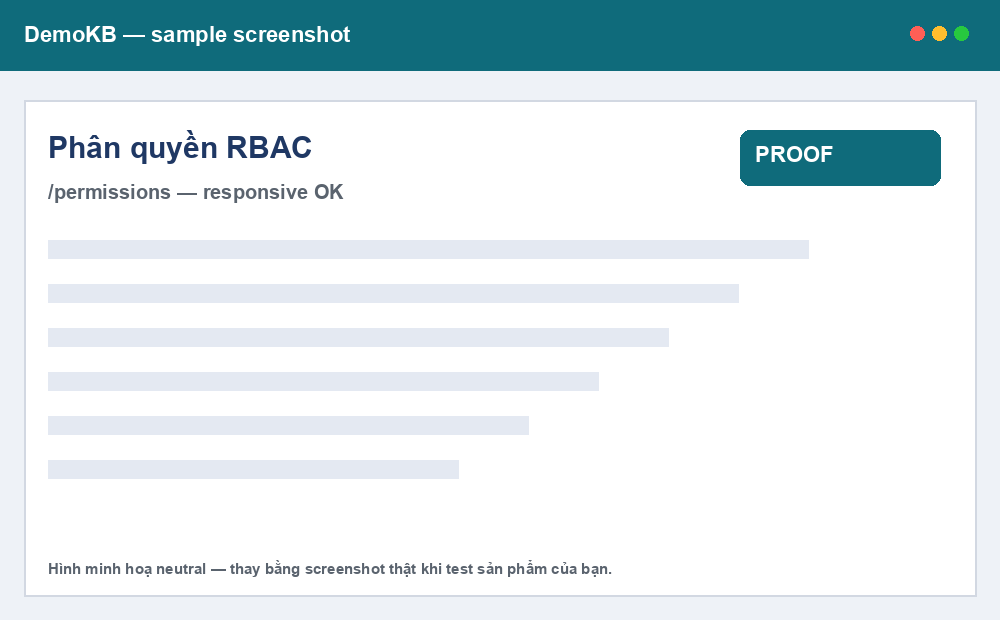 DemoKB — sample screenshot
Phân quyền RBAC
PROOF
/permissions — responsive OK
Hình minh hoạ neutral — thay bằng screenshot thật khi test sản phẩm của bạn.